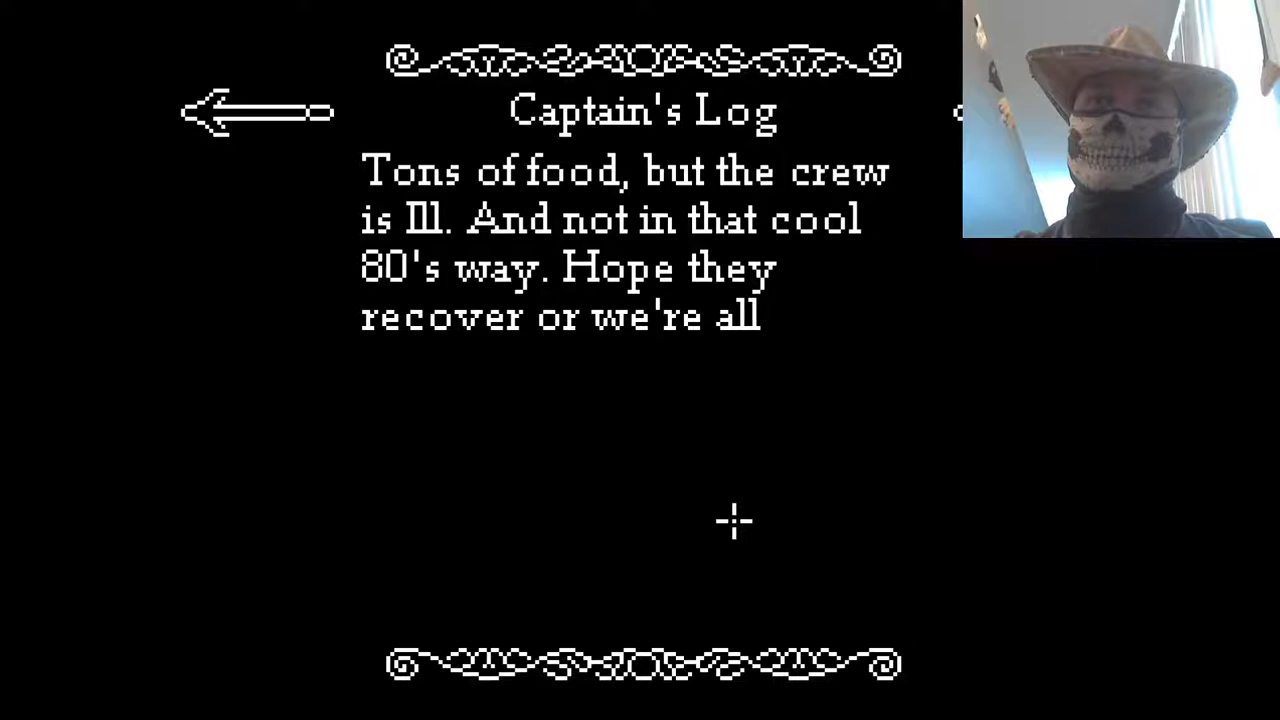 Captain's Log
Tons of food, but the crew
is Ill. And not in that cool
80's way. Hope they
recover or we're all